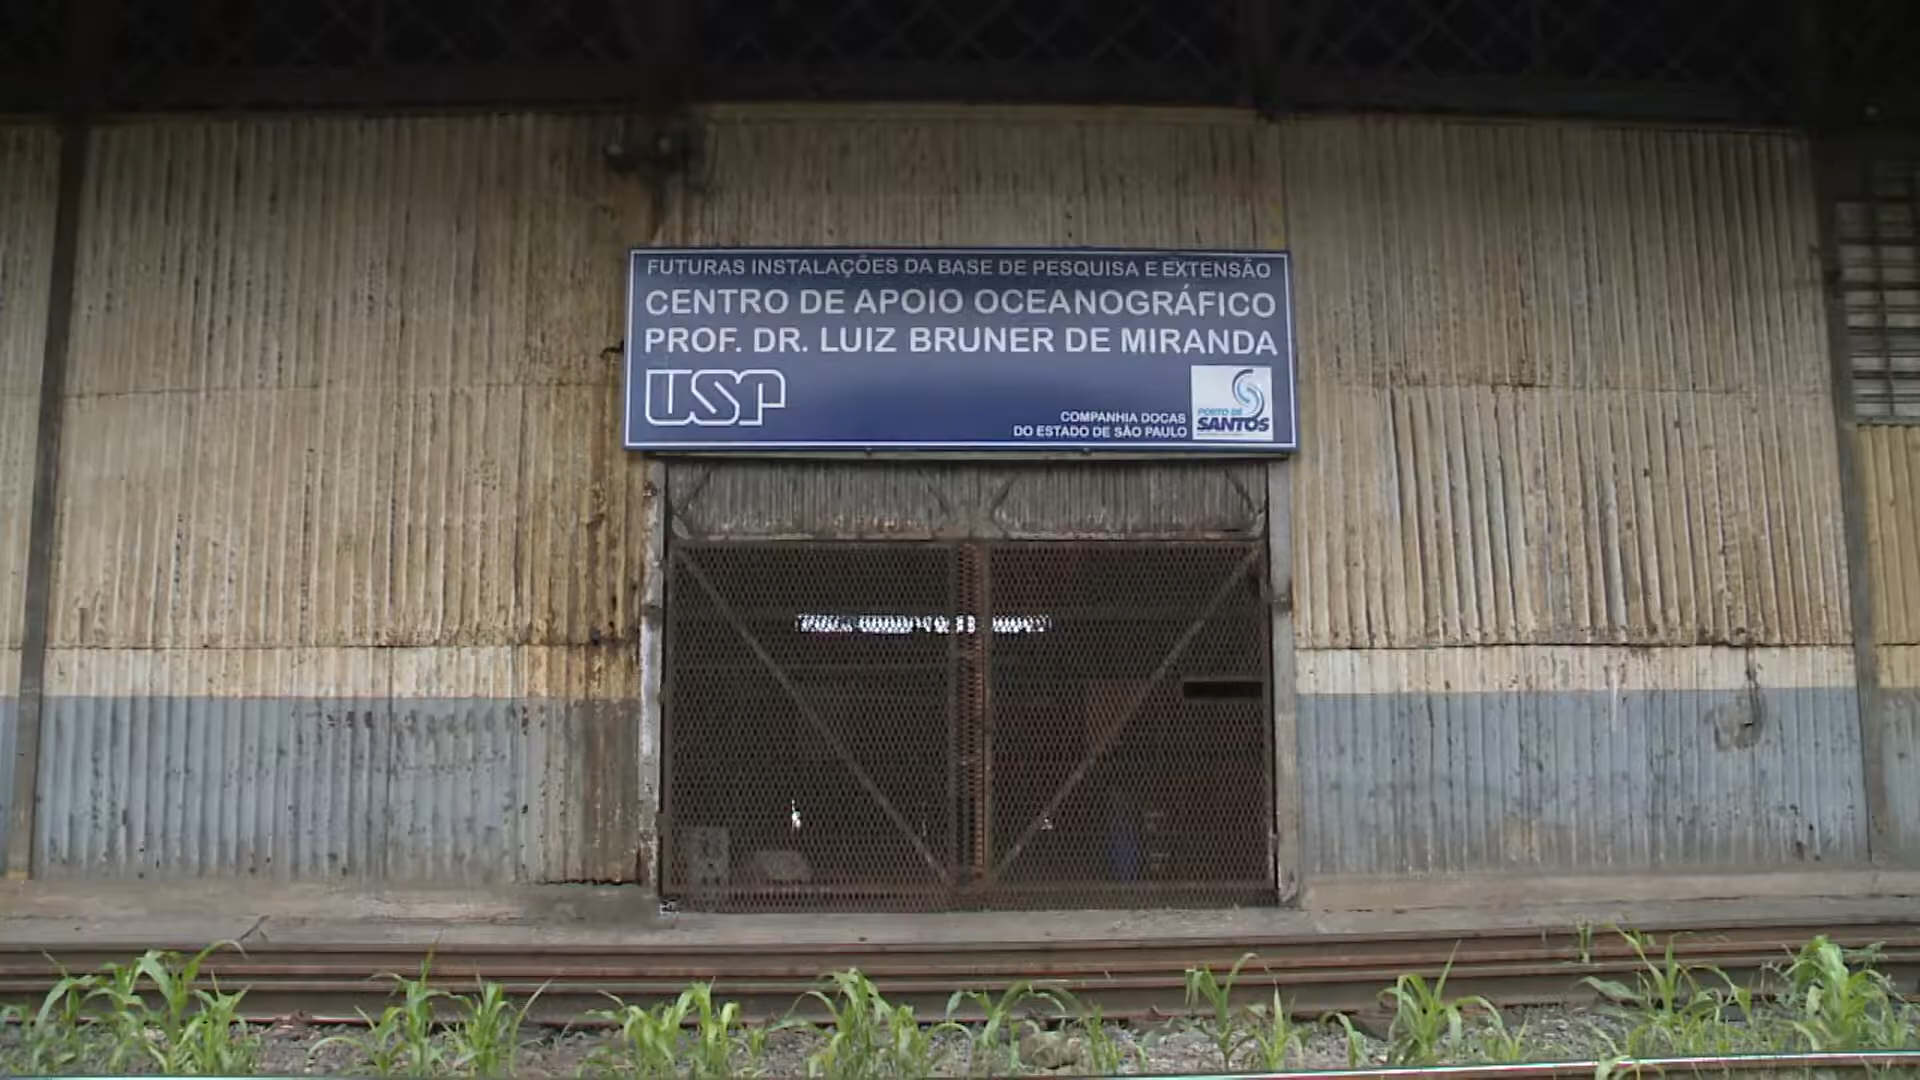 FUTURAS INSTALAÇÕES DA BASE DE PESQUISA E EXTENSÃO
CENTRO DE APOIO OCEANOGRÁFICO
PROF. DR. LUIZ BRUNER DE MIRANDA
USP
COMPANHIA DOCAS
DO ESTADO DE SÃO PAULO
PORTO DE
SANTOS